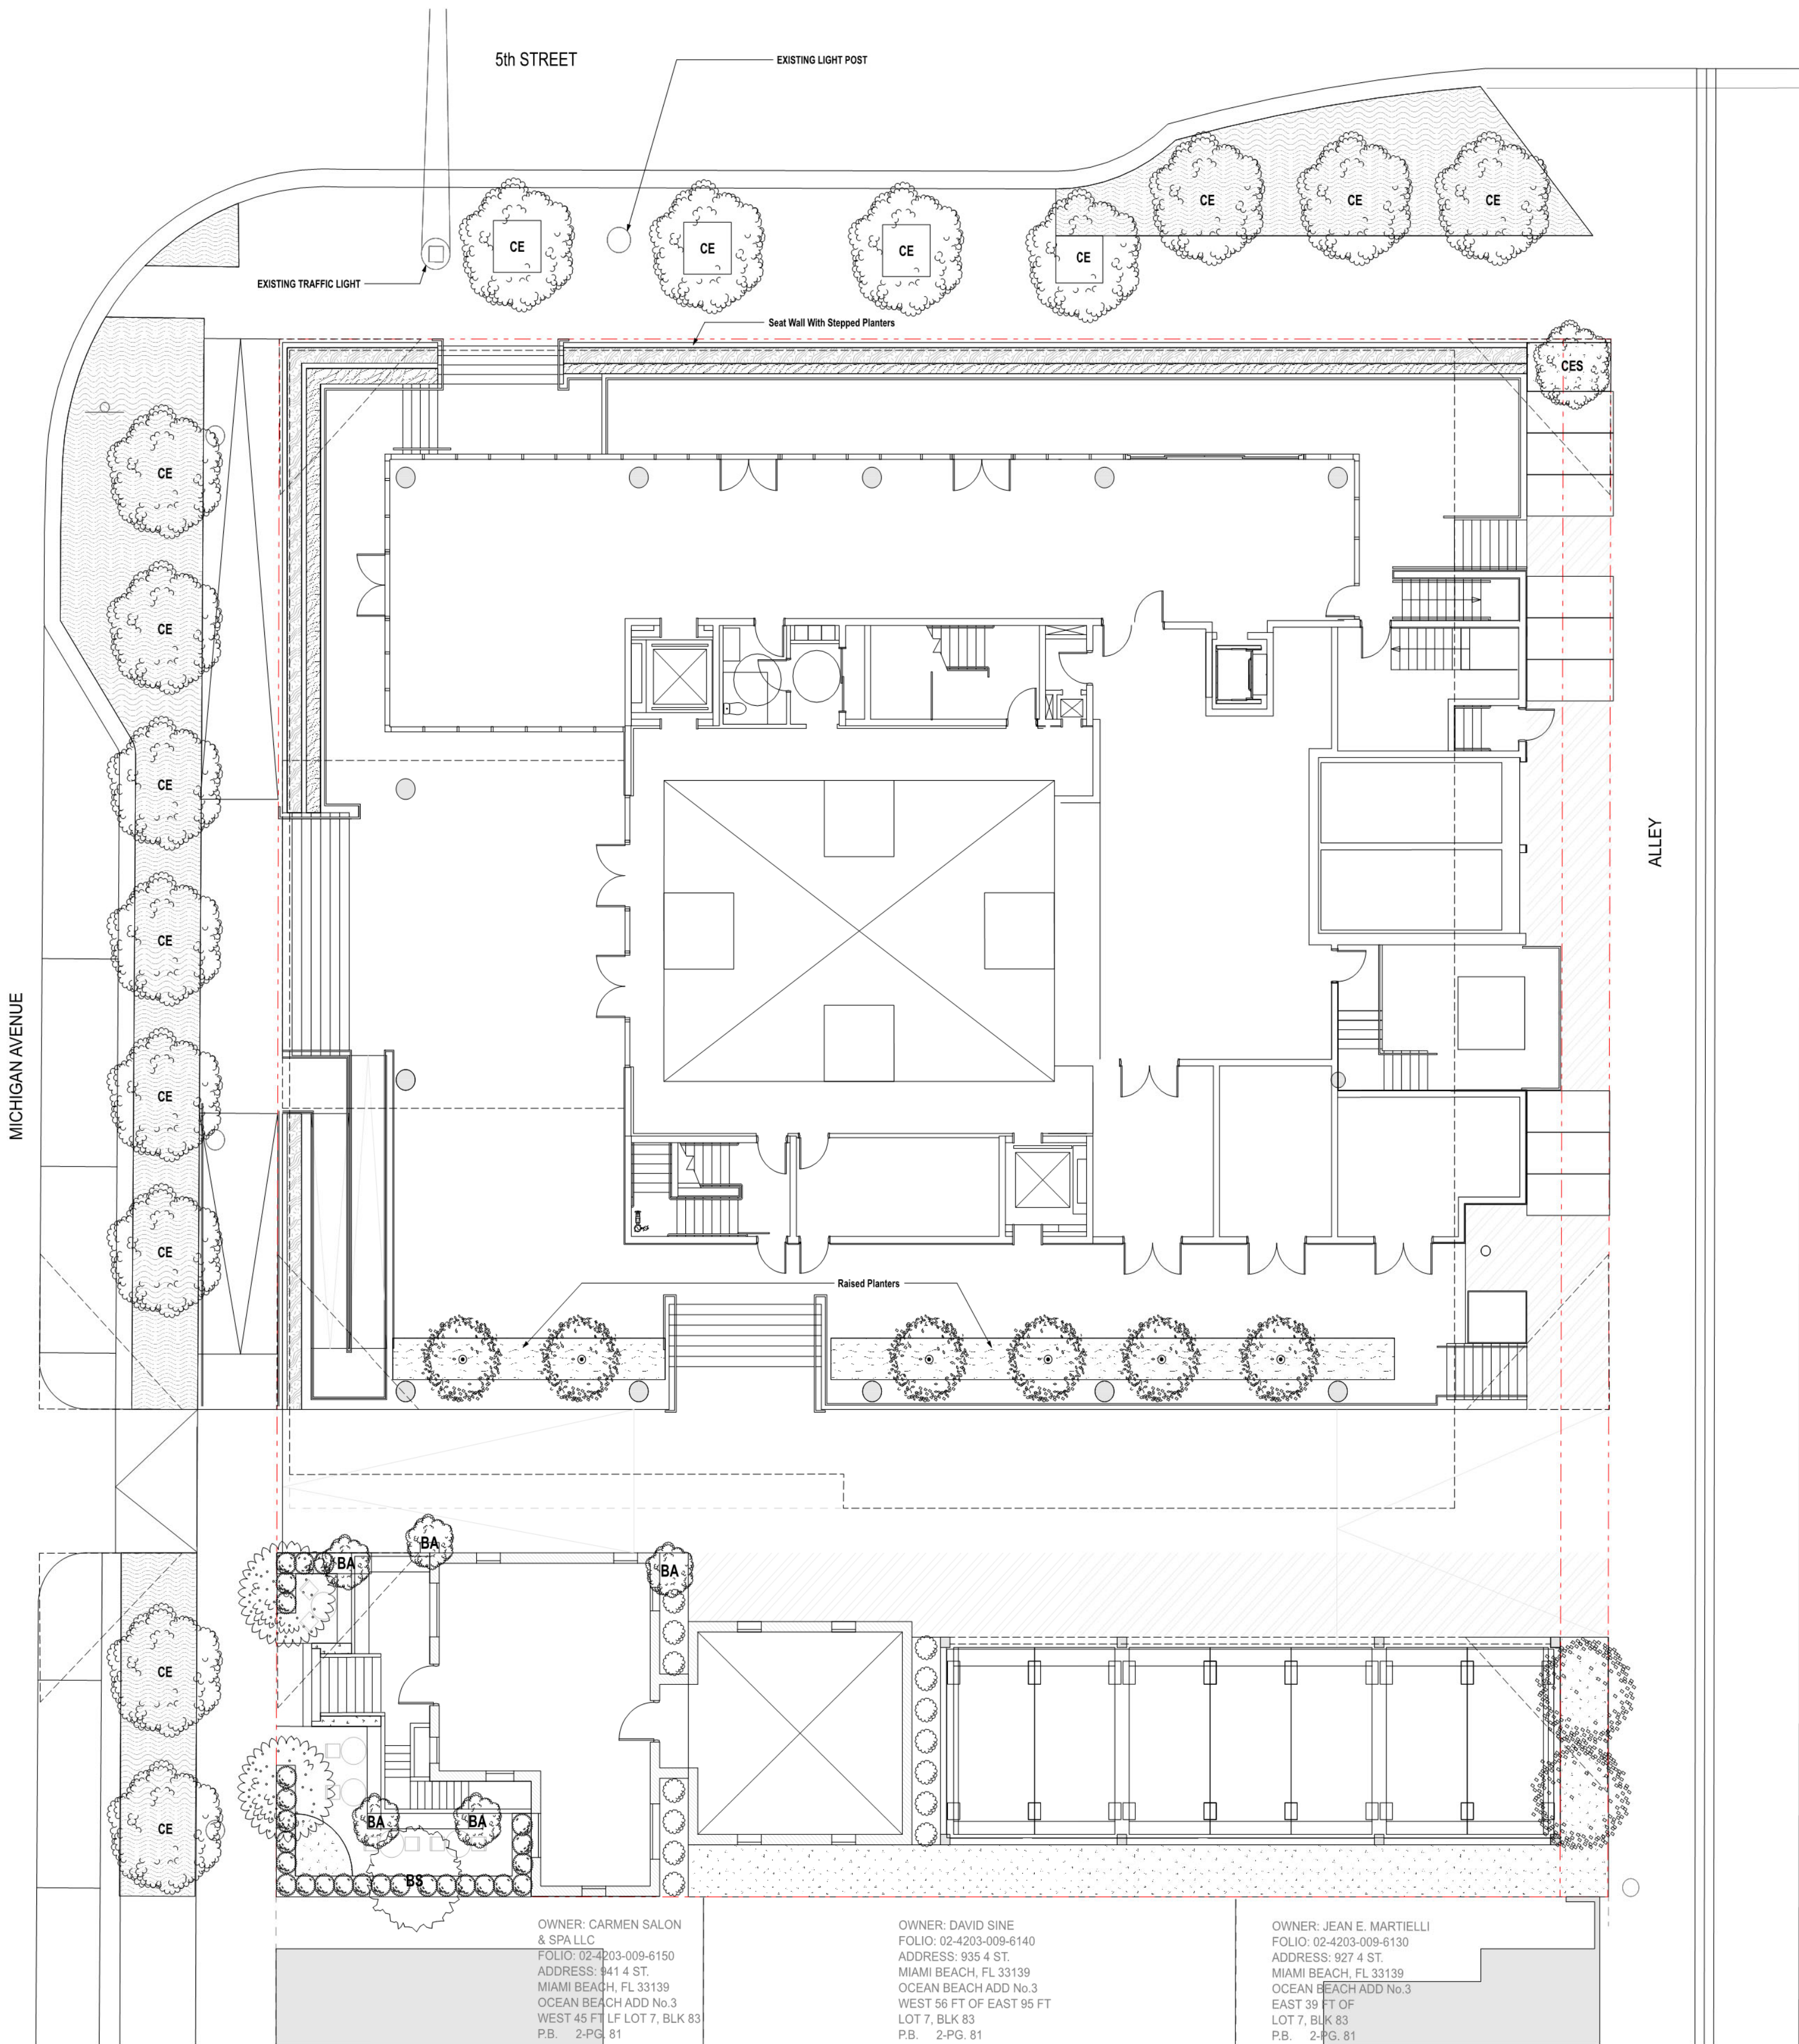 5th STREET
EXISTING LIGHT POST
CE
CE
CE
CE
CE
CE
CE
EXISTING TRAFFIC LIGHT
Seat Wall With Stepped Planters
CES
CE
CE
CE
ALLEY
CE
MICHIGAN AVENUE
CE
CE
Raised Planters
BA
BA
BA
CE
CE
BA
BA
BS
OWNER: CARMEN SALON
& SPA LLC
FOLIO: 02-4203-009-6150
ADDRESS: 941 4 ST.
MIAMI BEACH, FL 33139
OCEAN BEACH ADD No.3
WEST 45 FT LF LOT 7, BLK 83
P.B. 2-PG. 81
OWNER: DAVID SINE
FOLIO: 02-4203-009-6140
ADDRESS: 935 4 ST.
MIAMI BEACH, FL 33139
OCEAN BEACH ADD No.3
WEST 56 FT OF EAST 95 FT
LOT 7, BLK 83
P.B. 2-PG. 81
OWNER: JEAN E. MARTIELLI
FOLIO: 02-4203-009-6130
ADDRESS: 927 4 ST.
MIAMI BEACH, FL 33139
OCEAN BEACH ADD No.3
EAST 39 FT OF
LOT 7, BLK 83
P.B. 2-PG. 81